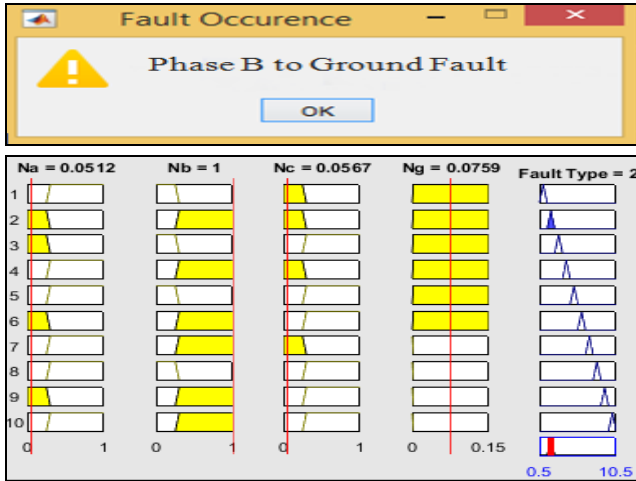 Fault Occurence
Phase B to Ground Fault
OK
Na = 0.0512 Nb = 1 Nc = 0.0567 Ng = 0.0759 Fault Type = 2
1
2
3
4
5
6
7
8
9
10
0 1 0 1 0 1 0 0.15
0.5 10.5